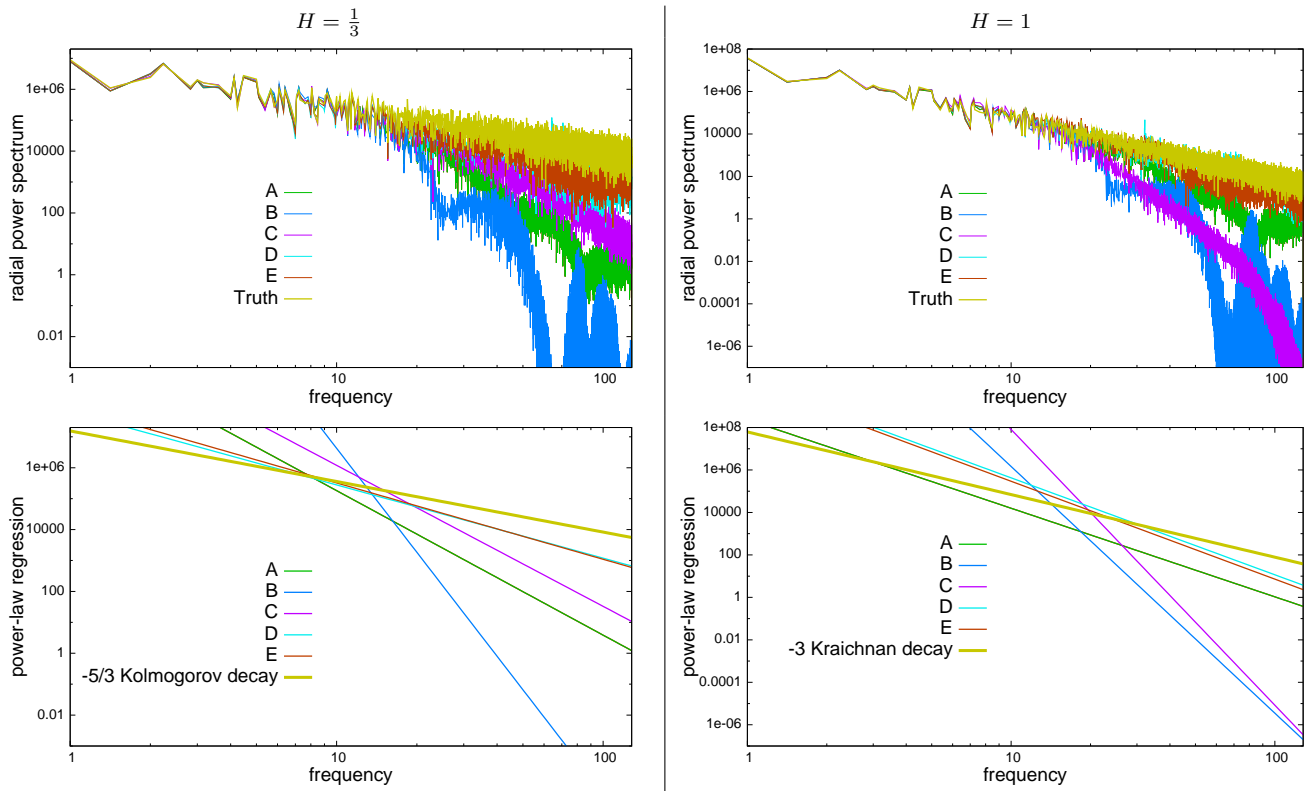 H = 1/3
1e+06
10000
100
1
0.01
radial power spectrum
A
B
C
D
E
Truth
1
10
100
frequency
1e+06
10000
100
1
0.01
power-law regression
A
B
C
D
E
-5/3 Kolmogorov decay
1
10
100
frequency
H = 1
1e+08
1e+06
10000
100
1
0.01
0.0001
1e-06
radial power spectrum
A
B
C
D
E
Truth
1
10
100
frequency
1e+08
1e+06
10000
100
1
0.01
0.0001
1e-06
power-law regression
A
B
C
D
E
-3 Kraichnan decay
1
10
100
frequency